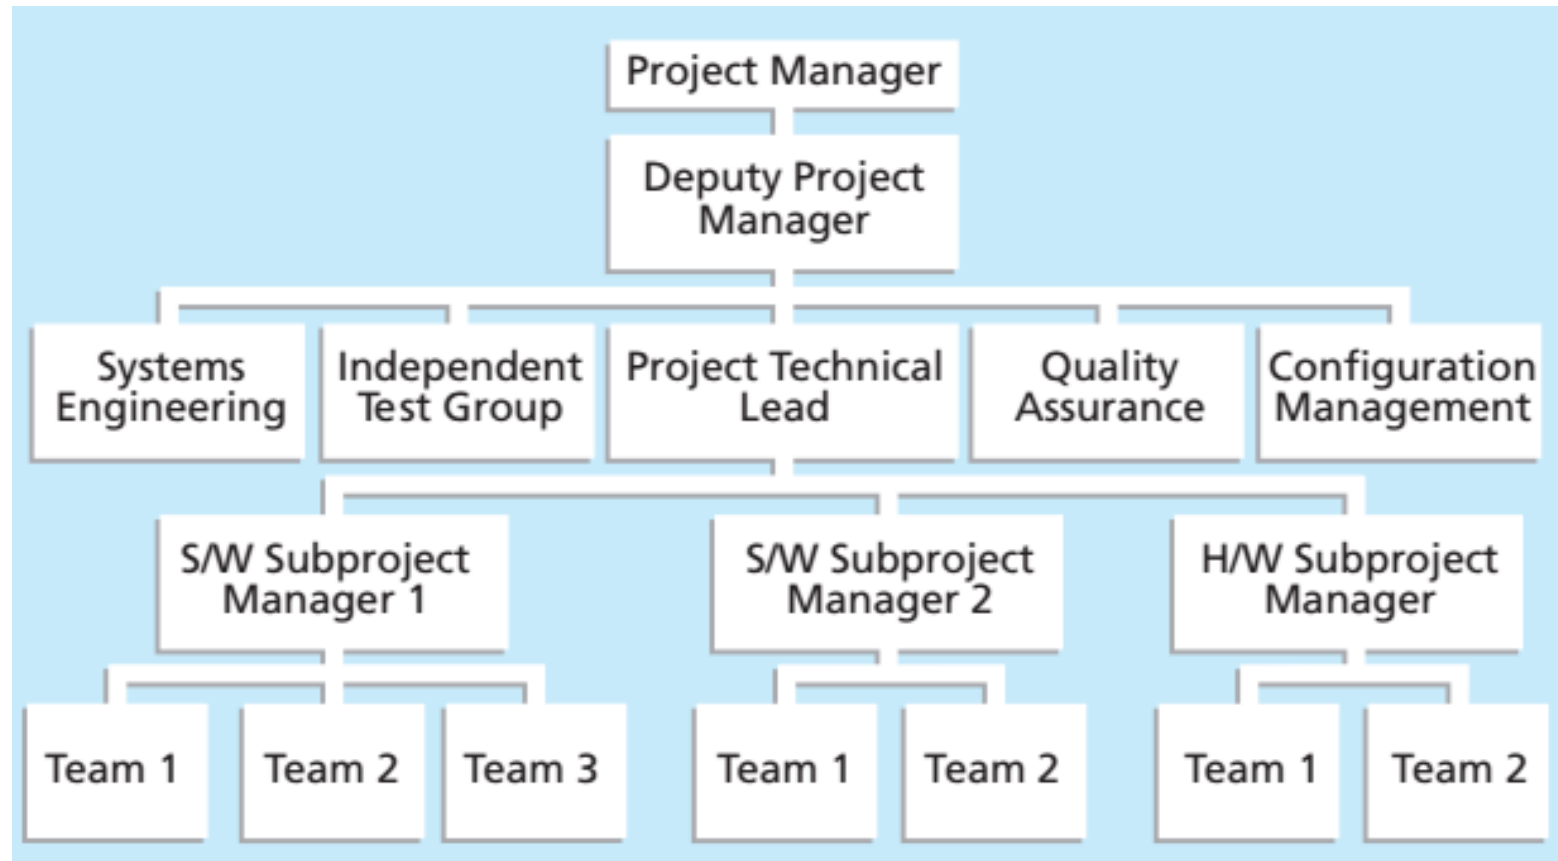 Project Manager
Deputy Project
Manager
Systems
Engineering
Independent
Test Group
Project Technical
Lead
Quality
Assurance
Configuration
Management
S/W Subproject
Manager 1
S/W Subproject
Manager 2
H/W Subproject
Manager
Team 1
Team 2
Team 3
Team 1
Team 2
Team 1
Team 2